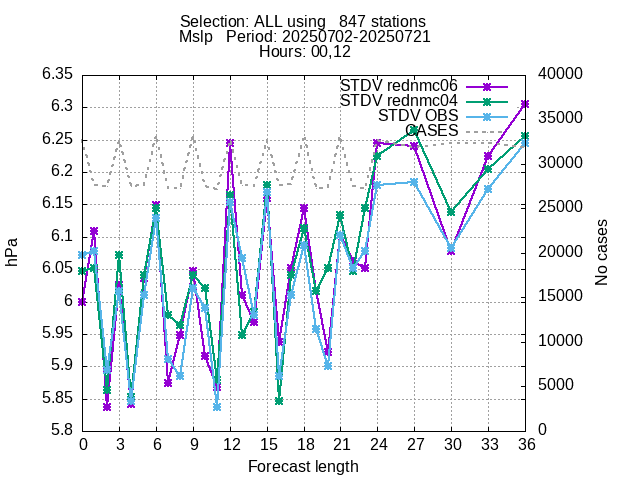 Selection: ALL using   847 stations
Mslp   Period: 20250702-20250721
Hours: 00,12
STDV rednmc06
STDV rednmc04
STDV OBS
CASES
6.35
6.3
6.25
6.2
6.15
6.1
6.05
6
5.95
5.9
5.85
5.8
hPa
40000
35000
30000
25000
20000
15000
10000
5000
0
No cases
0 3 6 9 12 15 18 21 24 27 30 33 36
Forecast length